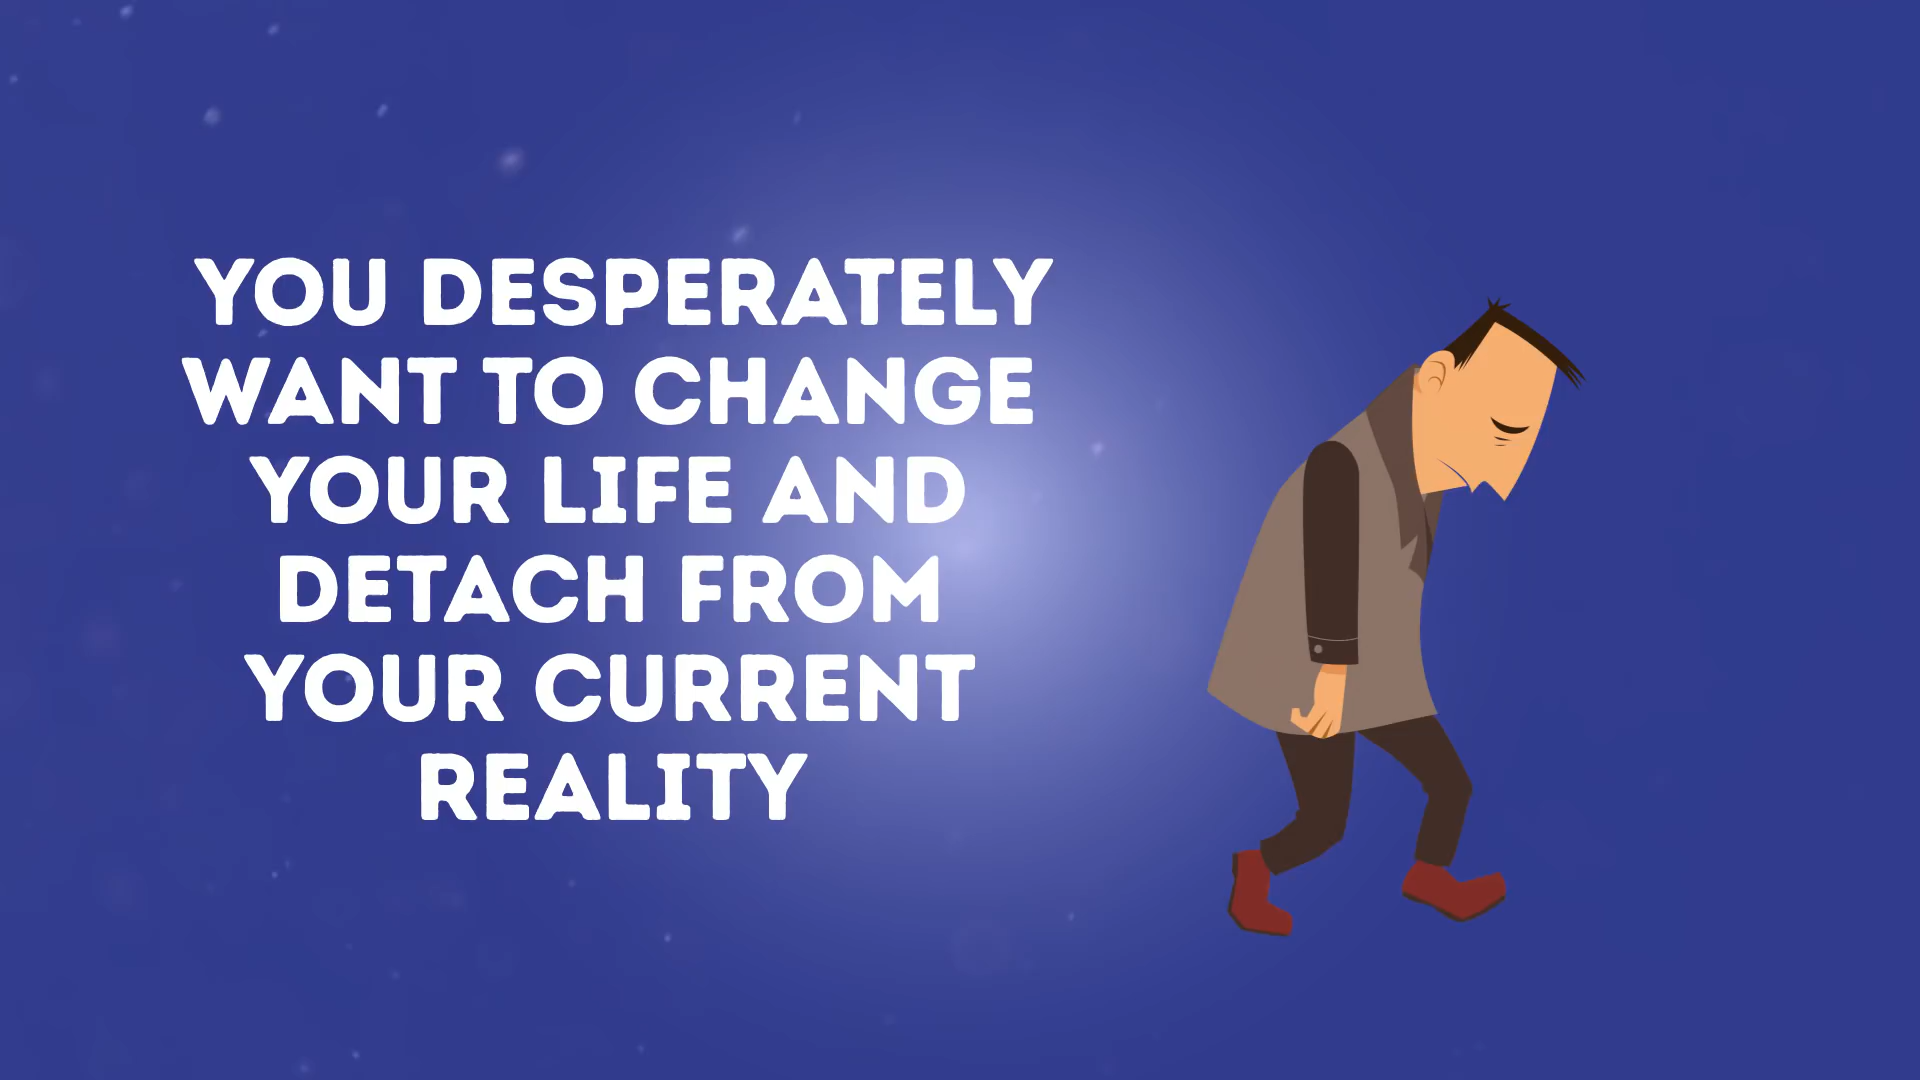 YOU DESPERATELY
WANT TO CHANGE
YOUR LIFE AND
DETACH FROM
YOUR CURRENT
REALITY